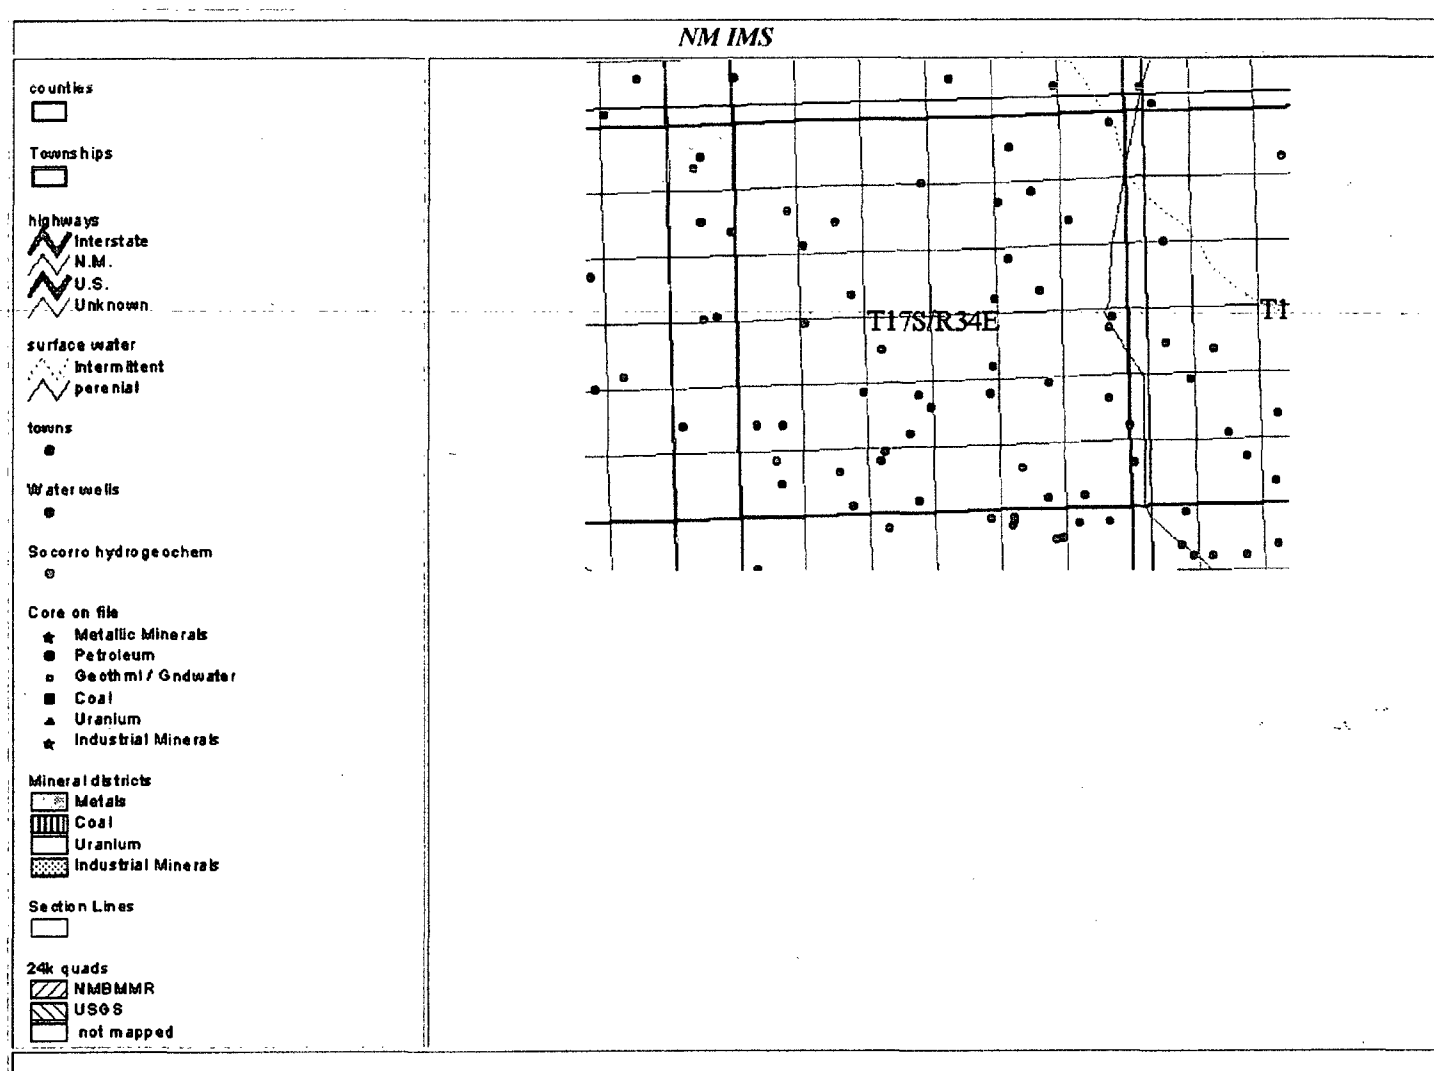 NM IMS
counties
Townships
highways
Interstate
N.M.
U.S.
Unknown
surface water
Intermittent
perenial
towns
Water wells
Socorro hydrogeochem
Core on file
Metallic Minerals
Petroleum
Geothml / Gndwater
Coal
Uranium
Industrial Minerals
Mineral districts
Metals
Coal
Uranium
Industrial Minerals
Section Lines
24k quads
NMBMMR
USGS
not mapped
T17S/R34E
T1